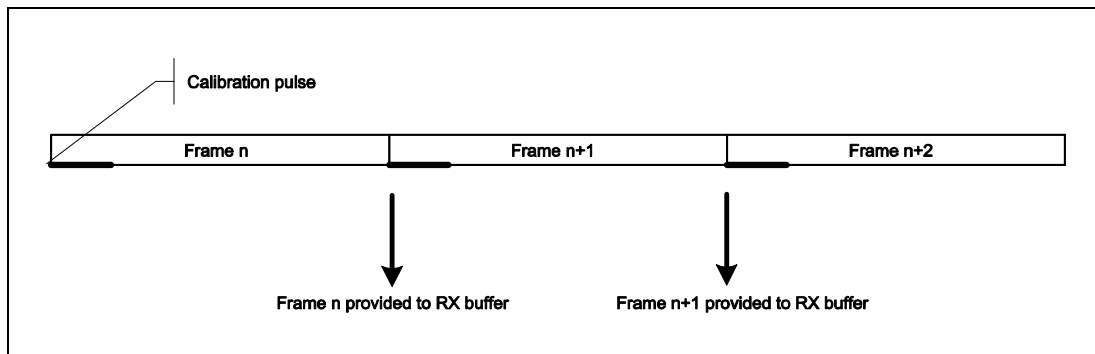 Calibration pulse
Frame n
Frame n+1
Frame n+2
Frame n provided to RX buffer
Frame n+1 provided to RX buffer